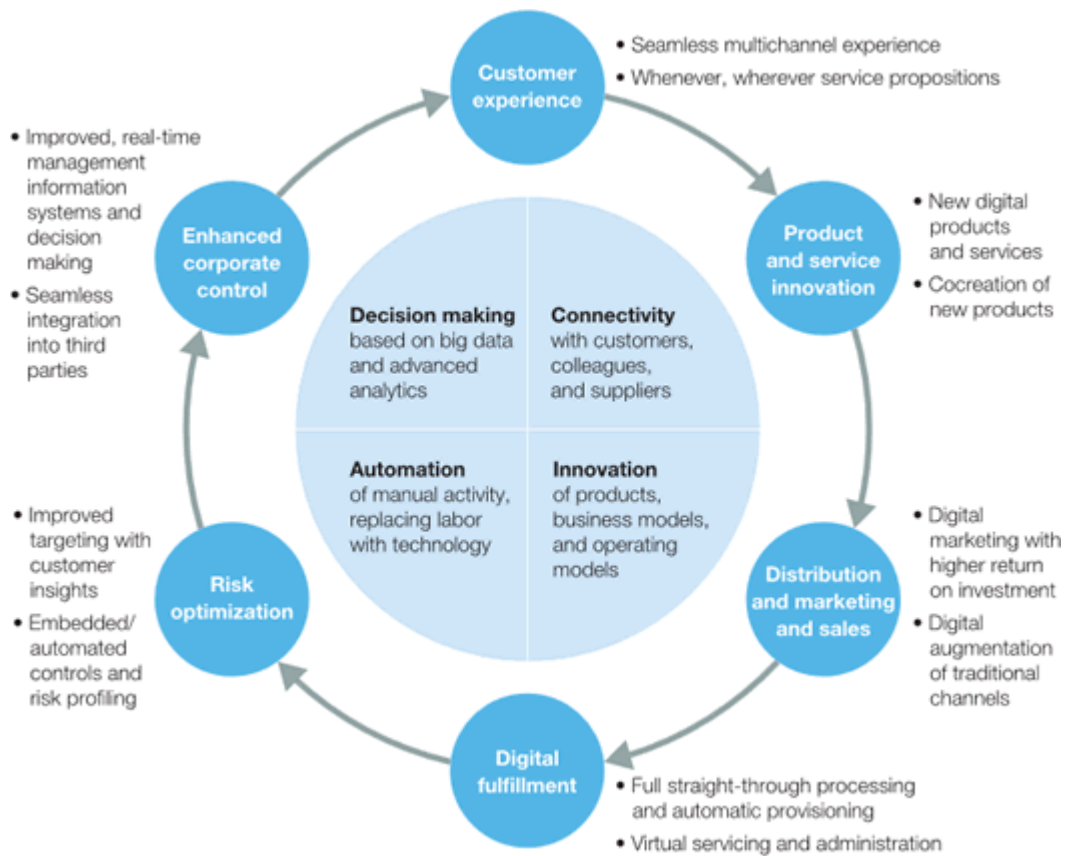 Customer
experience
• Seamless multichannel experience
• Whenever, wherever service propositions
Product
and service
innovation
• New digital
products
and services
• Cocreation of
new products
Distribution
and marketing
and sales
• Digital
marketing with
higher return
on investment
• Digital
augmentation
of traditional
channels
Digital
fulfillment
• Full straight-through processing
and automatic provisioning
• Virtual servicing and administration
Risk
optimization
• Improved
targeting with
customer
insights
• Embedded/
automated
controls and
risk profiling
Enhanced
corporate
control
• Improved, real-time
management
information
systems and
decision
making
• Seamless
integration
into third
parties
Decision making
based on big data
and advanced
analytics
Connectivity
with customers,
colleagues,
and suppliers
Automation
of manual activity,
replacing labor
with technology
Innovation
of products,
business models,
and operating
models